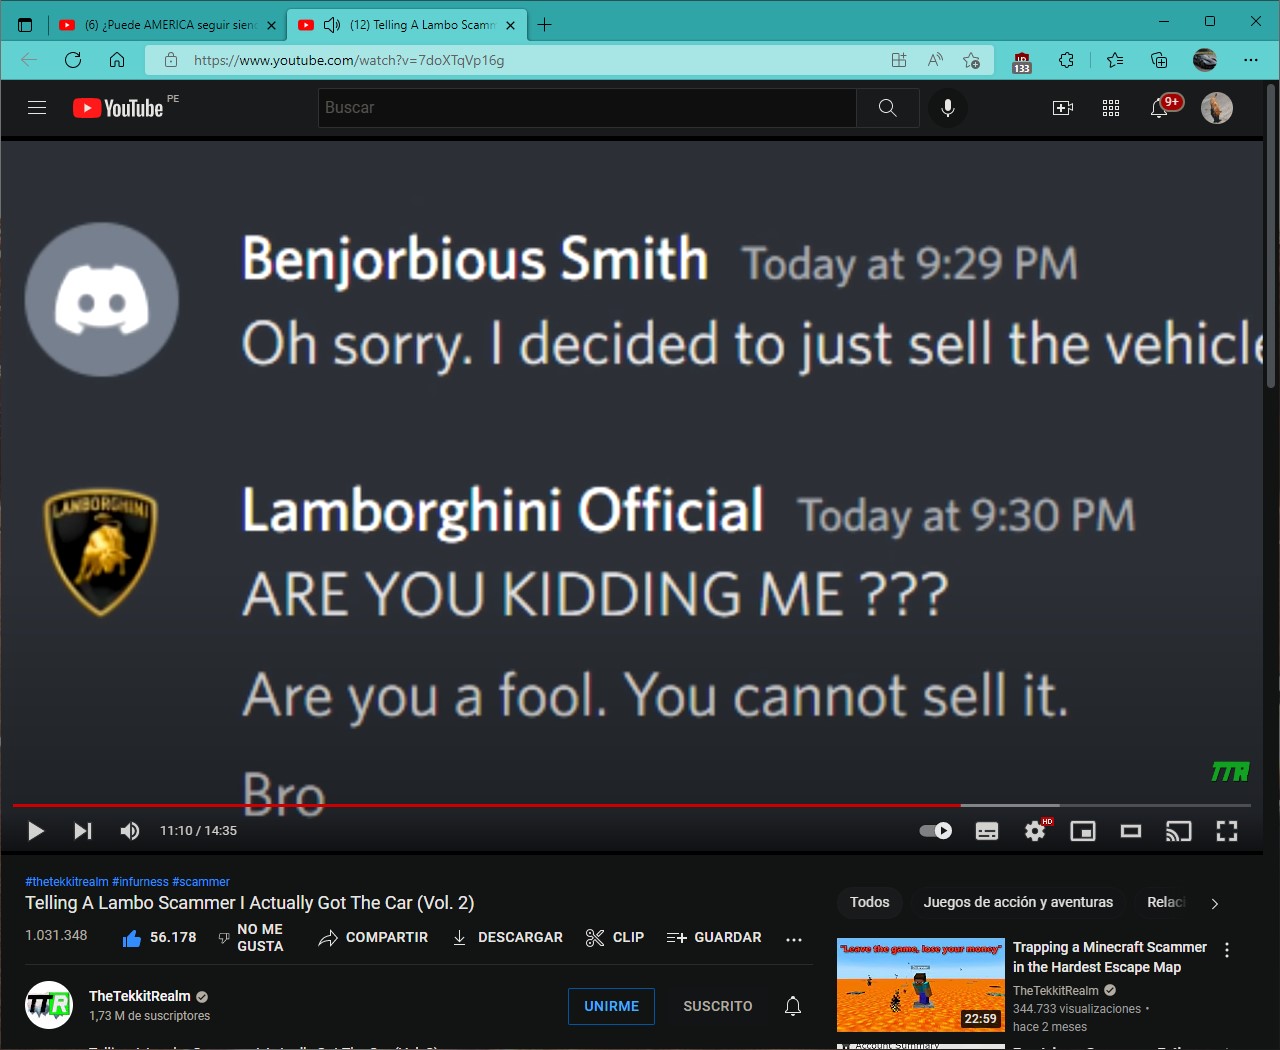 (6) ¿Puede AMERICA seguir sien
(12) Telling A Lambo Scamm
https://www.youtube.com/watch?v=7doXTqVp16g
133
YouTube PE
Buscar
9+
Benjorbious Smith Today at 9:29 PM
Oh sorry. I decided to just sell the vehicle
LAMBORGHINI
Lamborghini Official Today at 9:30 PM
ARE YOU KIDDING ME ???
Are you a fool. You cannot sell it.
Bro
TTR
11:10 / 14:35
HD
#thetekkitrealm #infurness #scammer
Telling A Lambo Scammer I Actually Got The Car (Vol. 2)
1.031.348
56.178
NO ME GUSTA
COMPARTIR
DESCARGAR
CLIP
GUARDAR
TTR
TheTekkitRealm
1,73 M de suscriptores
UNIRME
SUSCRITO
Todos
Juegos de acción y aventuras
Relaci
"Leave the game, lose your money"
22:59
Trapping a Minecraft Scammer
in the Hardest Escape Map
TheTekkitRealm
344.733 visualizaciones •
hace 2 meses
Account Summary